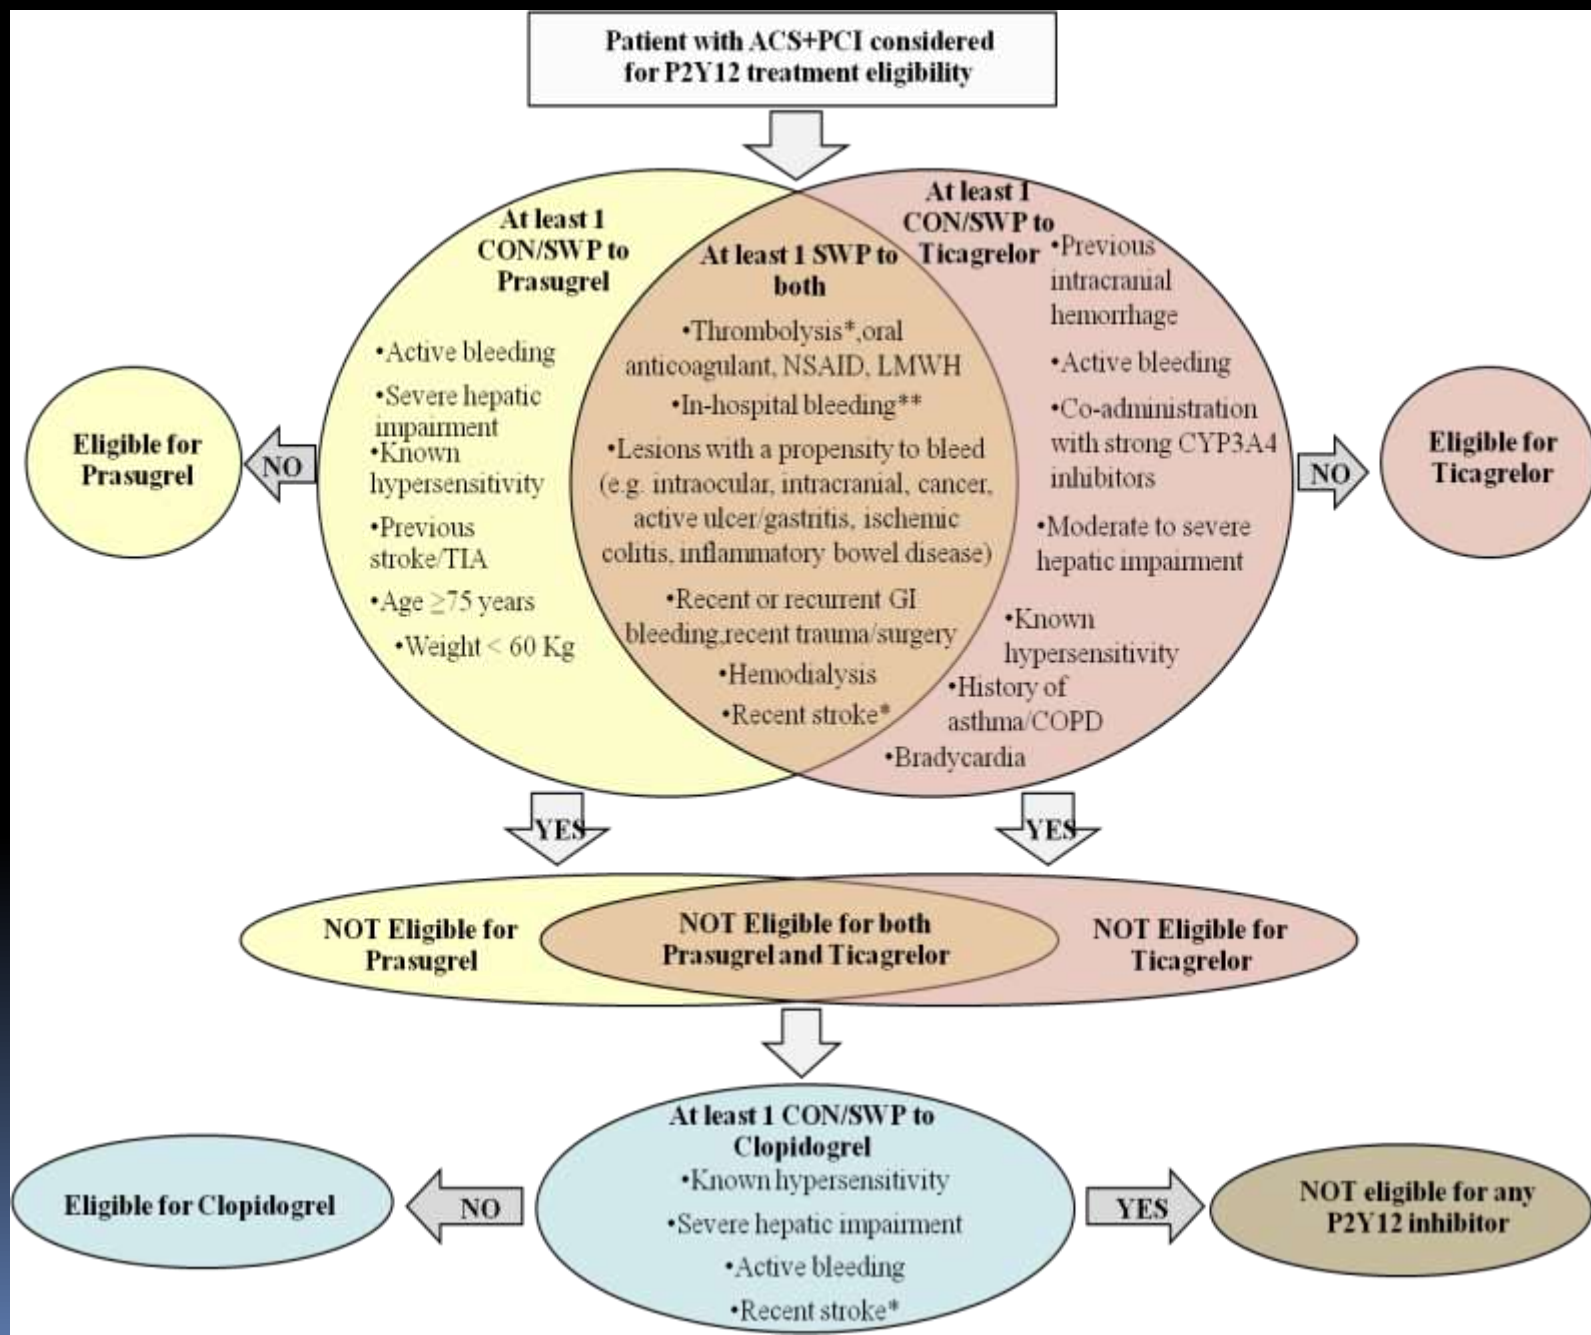 Patient with ACS+PCI considered
for P2Y12 treatment eligibility
At least 1
CON/SWP to
Prasugrel
•Active bleeding
•Severe hepatic
impairment
•Known
hypersensitivity
•Previous
stroke/TIA
•Age ≥75 years
•Weight < 60 Kg
At least 1 SWP to
both
•Thrombolysis*,oral
anticoagulant, NSAID, LMWH
•In-hospital bleeding**
•Lesions with a propensity to bleed
(e.g. intraocular, intracranial, cancer,
active ulcer/gastritis, ischemic
colitis, inflammatory bowel disease)
•Recent or recurrent GI
bleeding,recent trauma/surgery
•Hemodialysis
•Recent stroke*
At least 1
CON/SWP to
Ticagrelor
•Previous
intracranial
hemorrhage
•Active bleeding
•Co-administration
with strong CYP3A4
inhibitors
•Moderate to severe
hepatic impairment
•Known
hypersensitivity
•History of
asthma/COPD
•Bradycardia
Eligible for
Prasugrel
NO
NO
Eligible for
Ticagrelor
YES
YES
NOT Eligible for
Prasugrel
NOT Eligible for both
Prasugrel and Ticagrelor
NOT Eligible for
Ticagrelor
At least 1 CON/SWP to
Clopidogrel
•Known hypersensitivity
•Severe hepatic impairment
•Active bleeding
•Recent stroke*
Eligible for Clopidogrel
NO
YES
NOT eligible for any
P2Y12 inhibitor